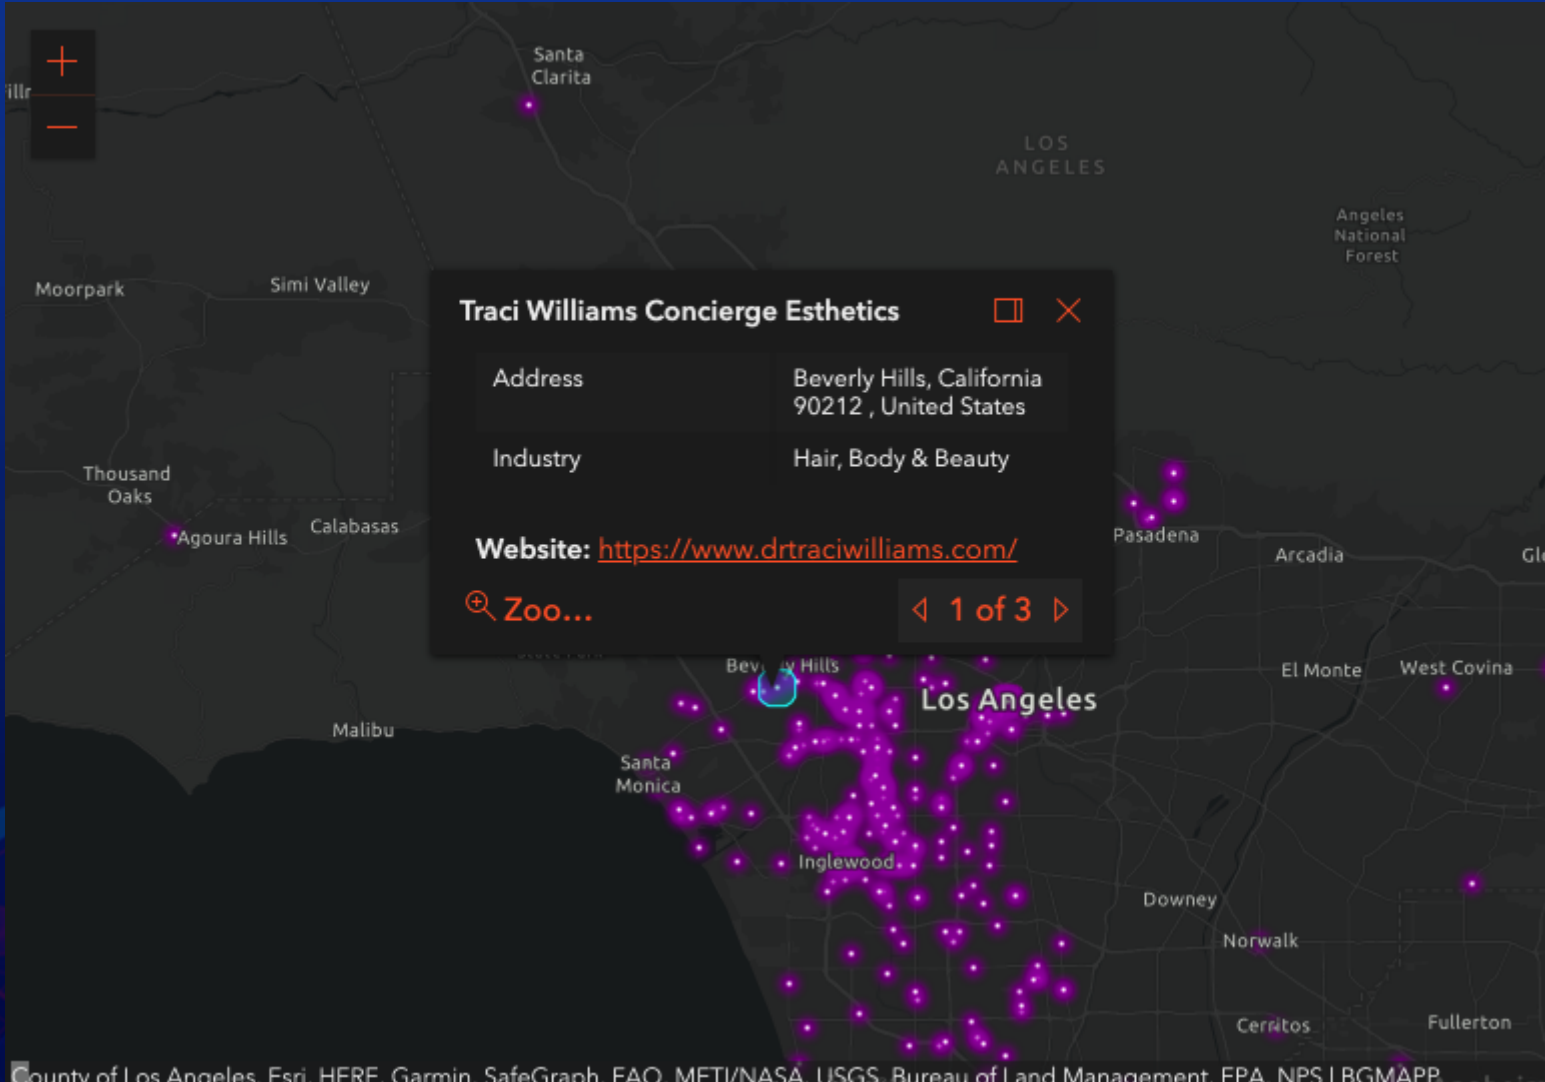 Santa
Clarita
LOS
ANGELES
Angeles
National
Forest
Moorpark
Simi Valley
Traci Williams Concierge Esthetics
Address
Beverly Hills, California
90212 , United States
Industry
Hair, Body & Beauty
Thousand
Oaks
Agoura Hills
Calabasas
Website: https://www.drtraciwilliams.com/
Pasadena
Arcadia
Zoo...
1 of 3
Hills
Los Angeles
El Monte
West Covina
Malibu
Santa
Monica
Inglewood
Downey
Norwalk
Cerritos
Fullerton
County of Los Angeles, Esri, HERE, Garmin, SafeGraph, FAO, METI/NASA, USGS, Bureau of Land Management, EPA, NPS | BGMAPP